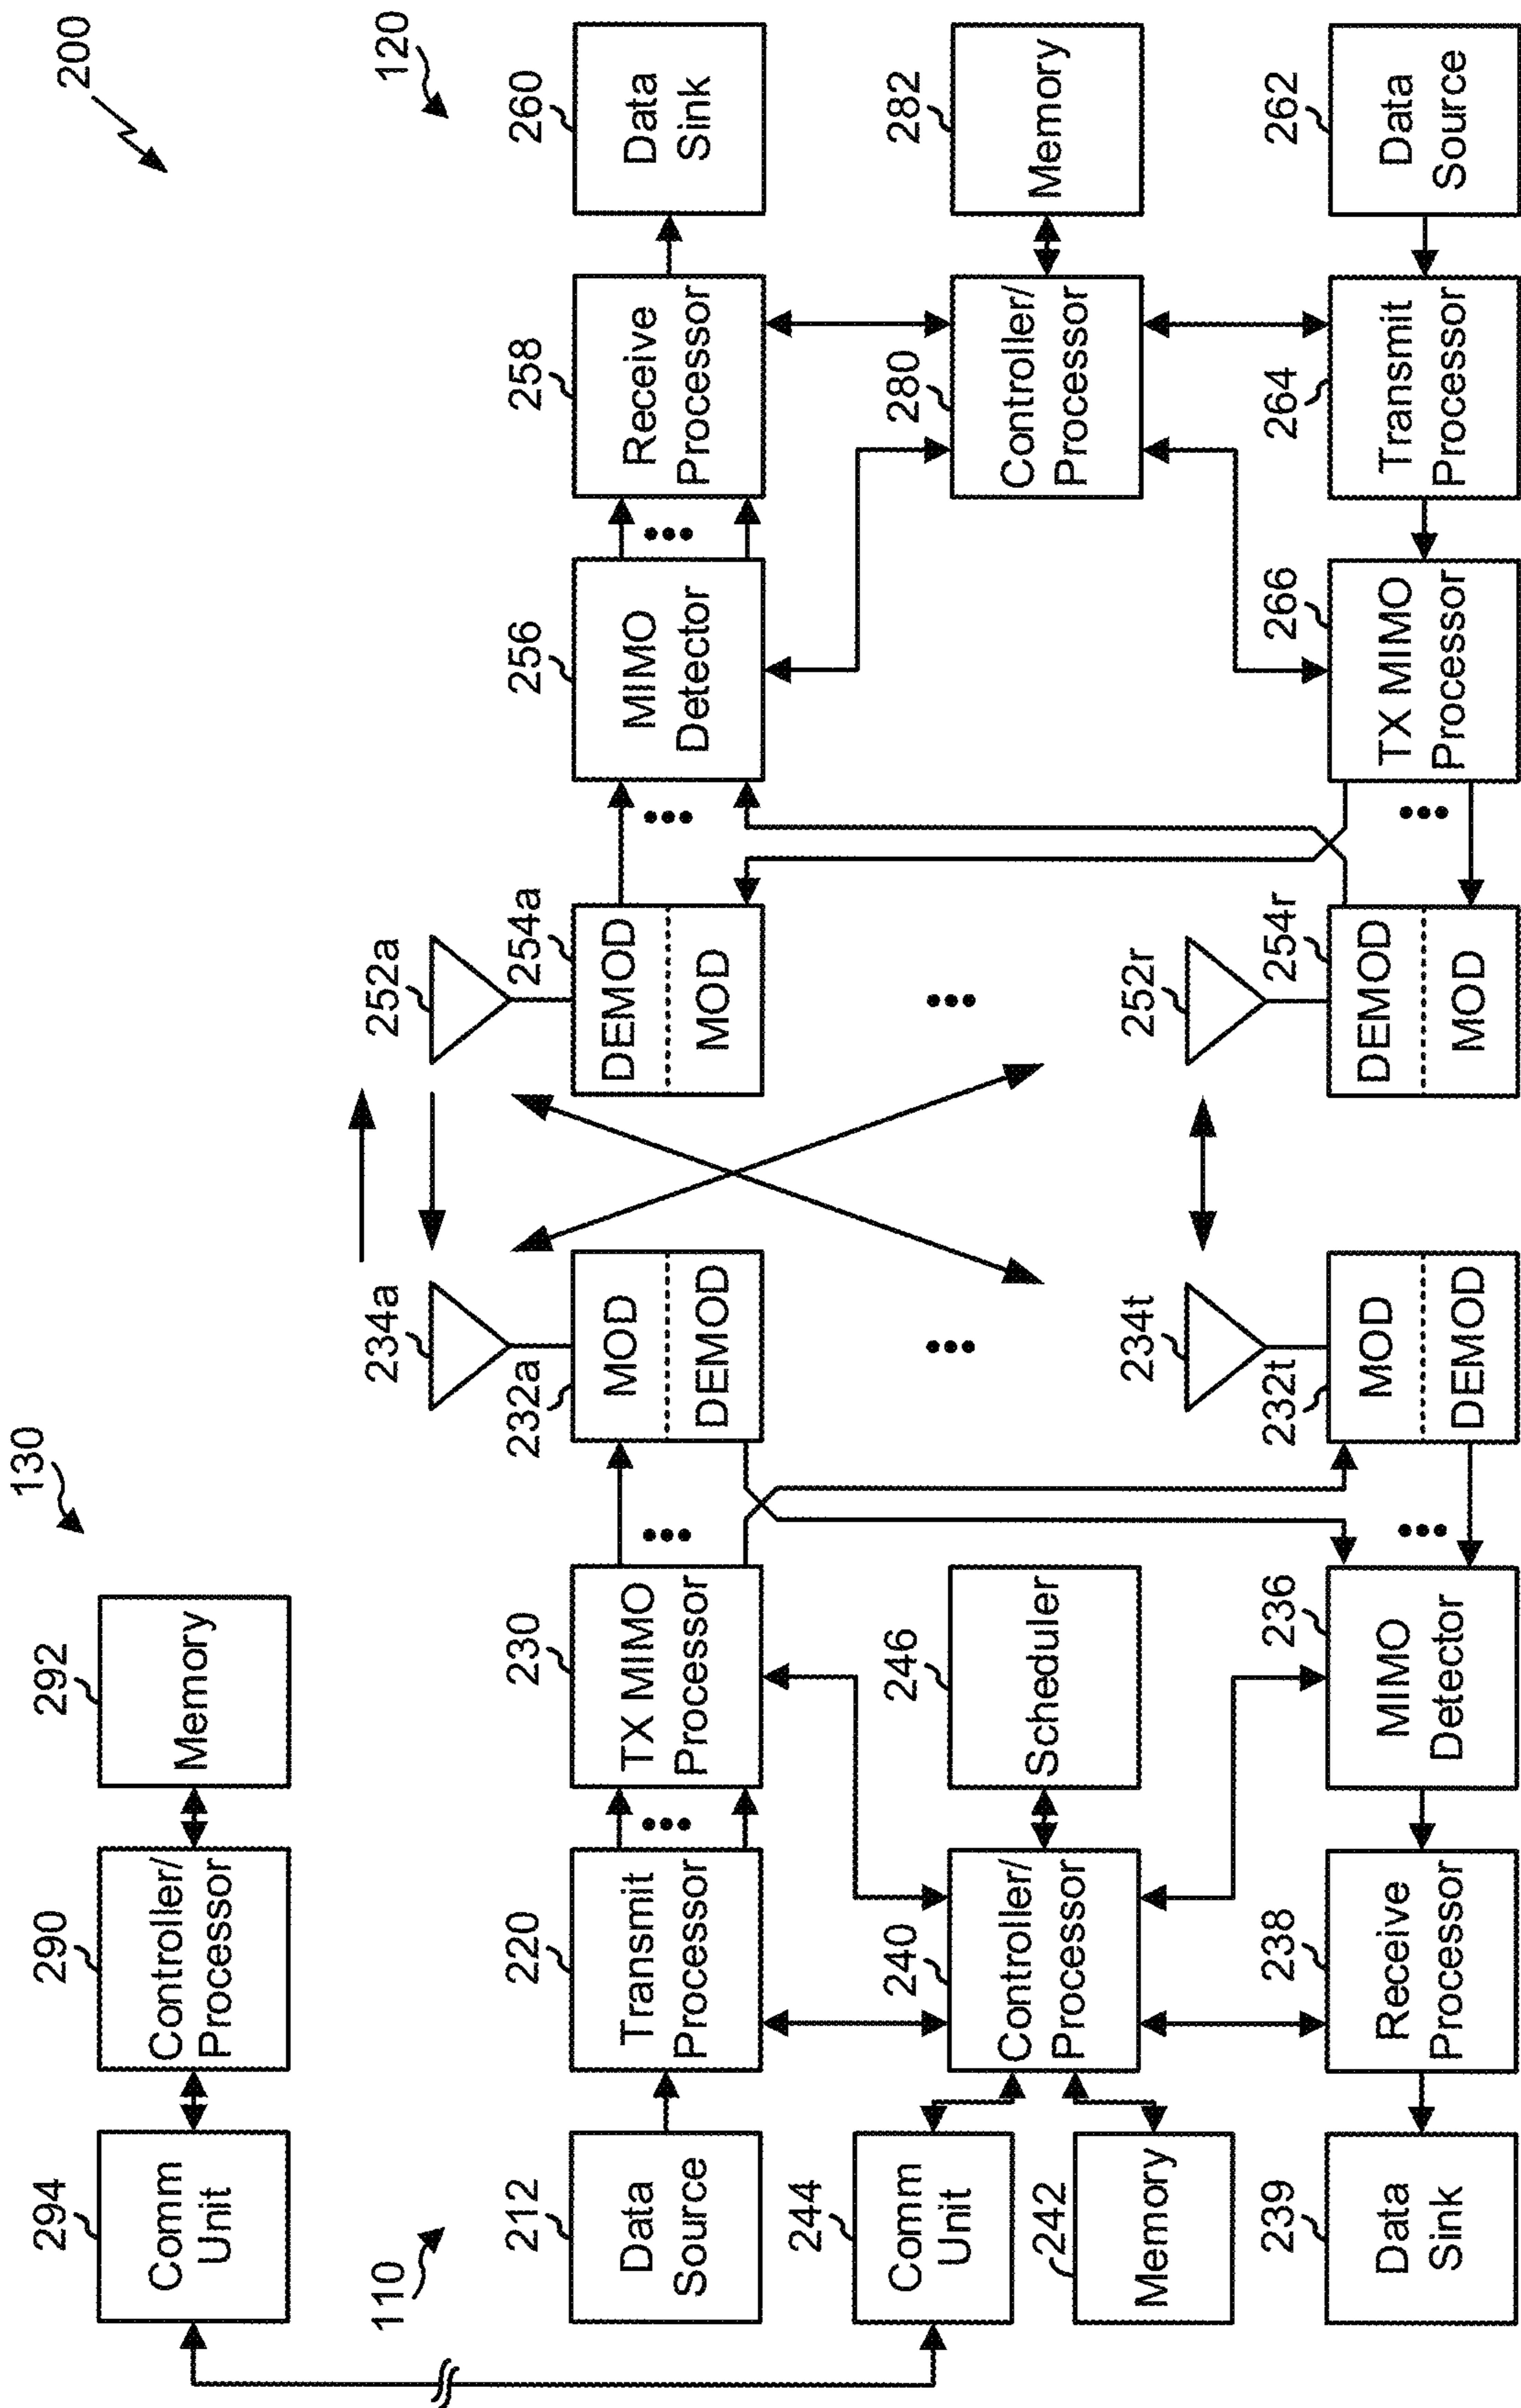 200
130
294
290
292
Comm
Unit
Controller/
Processor
Memory
110
120
212
220
230
232a
234a
252a
254a
256
258
260
Data
Source
Transmit
Processor
TX MIMO
Processor
MOD
DEMOD
DEMOD
MOD
MIMO
Detector
Receive
Processor
Data
Sink
244
Comm
Unit
242
Memory
240
Controller/
Processor
246
Scheduler
280
Controller/
Processor
282
Memory
239
238
236
232t
234t
252r
254r
266
264
262
Data
Sink
Receive
Processor
MIMO
Detector
MOD
DEMOD
DEMOD
MOD
TX MIMO
Processor
Transmit
Processor
Data
Source